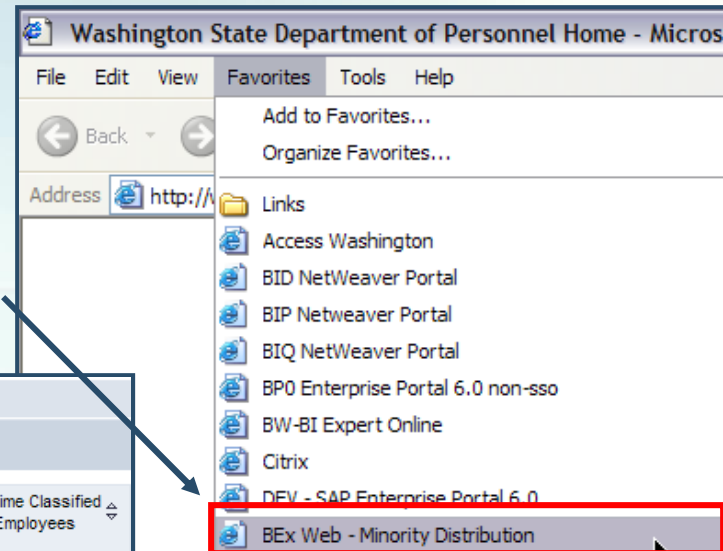 Washington State Department of Personnel Home - Micros
File Edit View Favorites Tools Help
Back
Address http://
Add to Favorites...
Organize Favorites...
Links
Access Washington
BID NetWeaver Portal
BIP Netweaver Portal
BIQ NetWeaver Portal
BP0 Enterprise Portal 6.0 non-sso
BW-BI Expert Online
Citrix
DEV - SAP Enterprise Portal 6.0
BEx Web - Minority Distribution
ime Classified
Employees